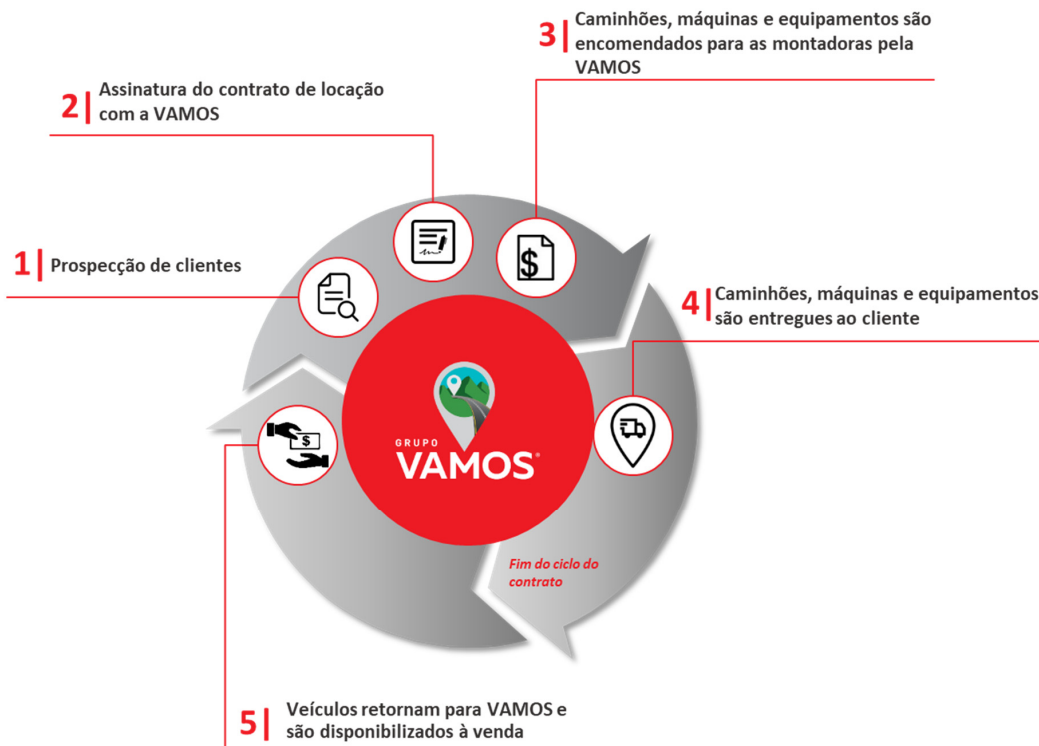 1 Prospecção de clientes
2 Assinatura do contrato de locação
com a VAMOS
3 Caminhões, máquinas e equipamentos são
encomendados para as montadoras pela
VAMOS
4 Caminhões, máquinas e equipamentos
são entregues ao cliente
$
$
GRUPO
VAMOS
Fim do ciclo do
contrato
5 Veículos retornam para VAMOS e
são disponibilizados à venda